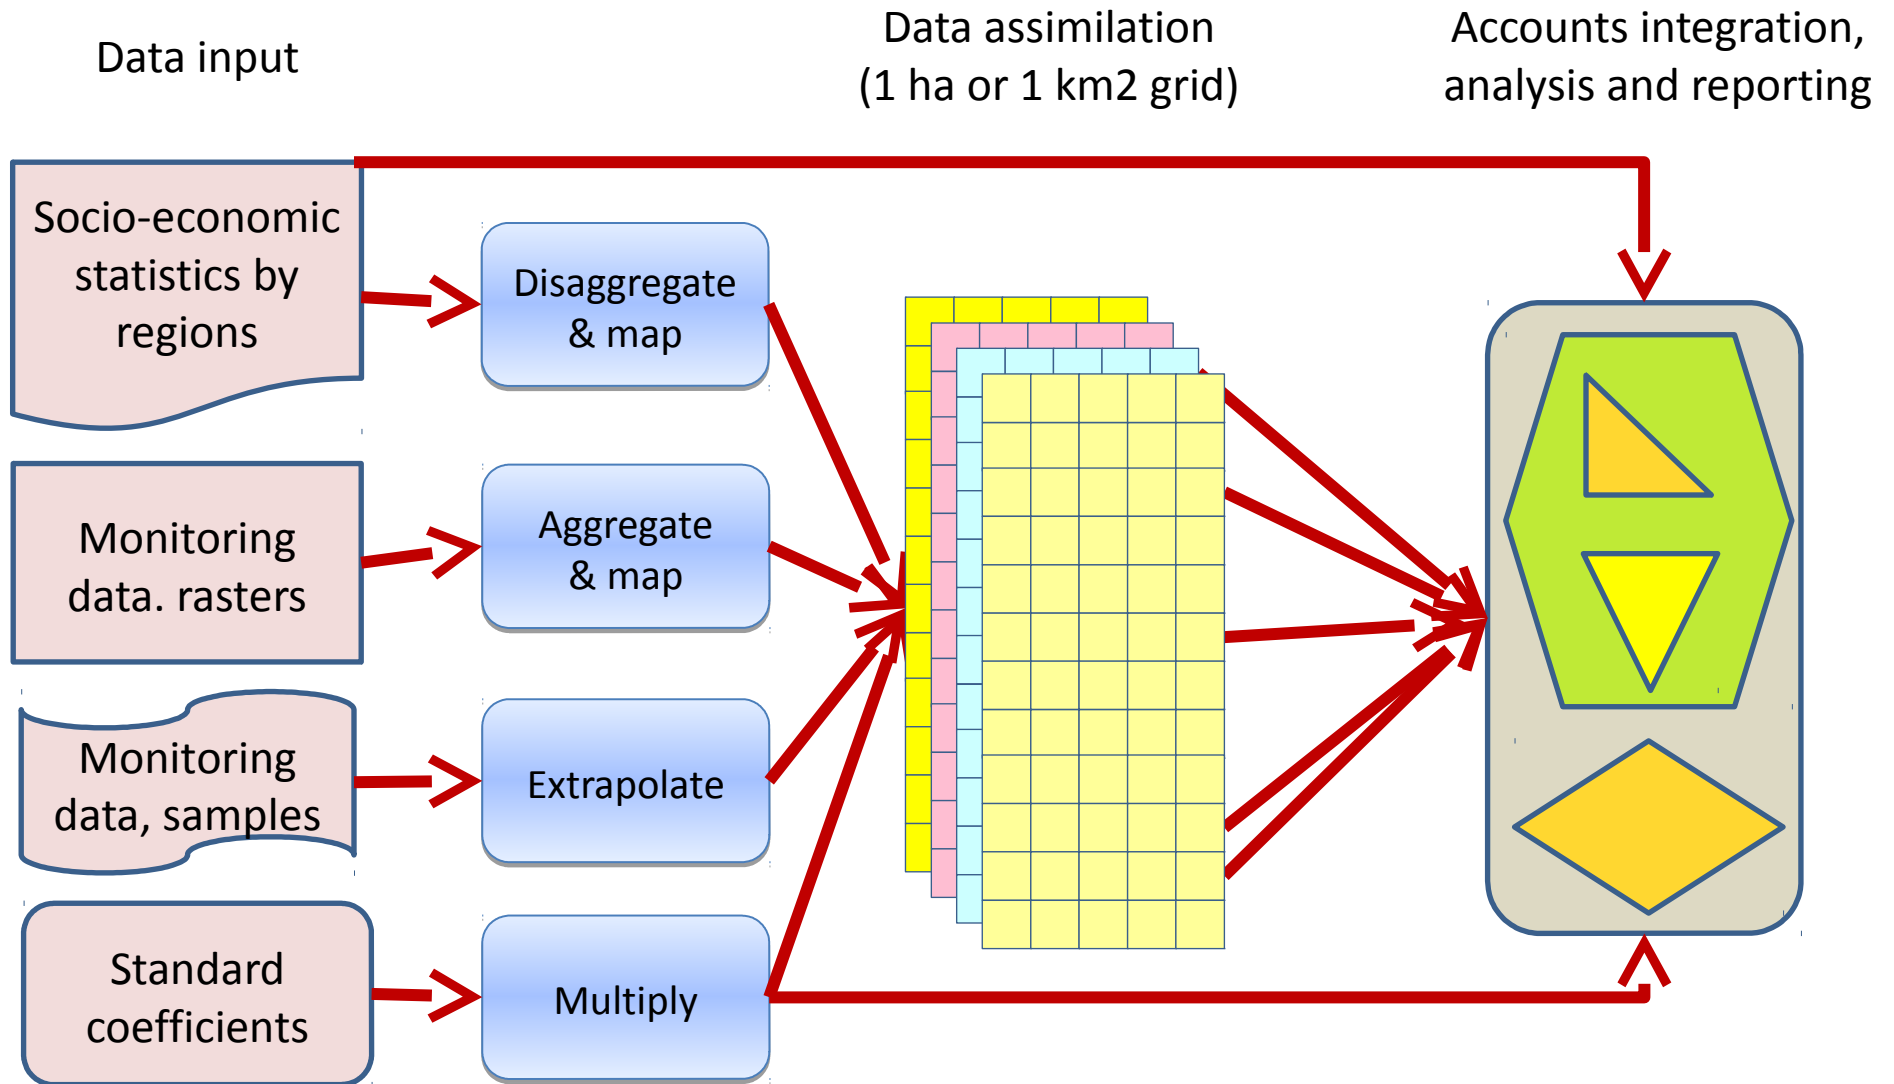 Data input
Data assimilation
(1 ha or 1 km2 grid)
Accounts integration,
analysis and reporting
Socio-economic
statistics by
regions
Disaggregate
& map
Monitoring
data. rasters
Aggregate
& map
Monitoring
data, samples
Extrapolate
Standard
coefficients
Multiply